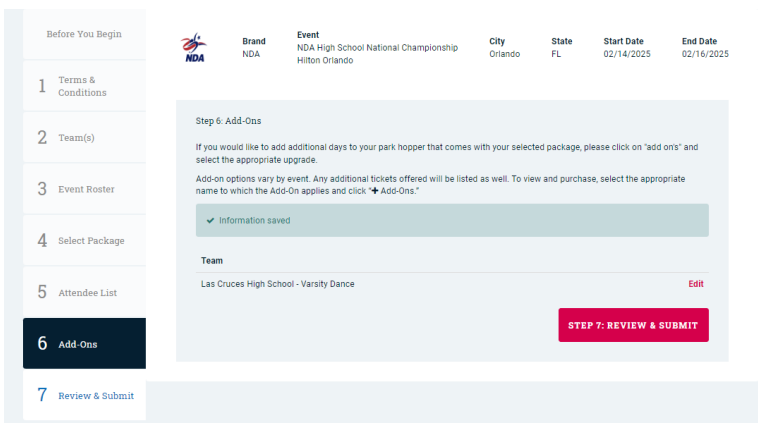 Before You Begin
1 Terms & Conditions
2 Team(s)
3 Event Roster
4 Select Package
5 Attendee List
6 Add-Ons
7 Review & Submit
NDA
Brand
NDA
Event
NDA High School National Championship
Hilton Orlando
City
Orlando
State
FL
Start Date
02/14/2025
End Date
02/16/2025
Step 6: Add-Ons
If you would like to add additional days to your park hopper that comes with your selected package, please click on "add on's" and
select the appropriate upgrade.
Add-on options vary by event. Any additional tickets offered will be listed as well. To view and purchase, select the appropriate
name to which the Add-On applies and click "✚ Add-Ons."
✔ Information saved
Team
Las Cruces High School - Varsity Dance
Edit
STEP 7: REVIEW & SUBMIT